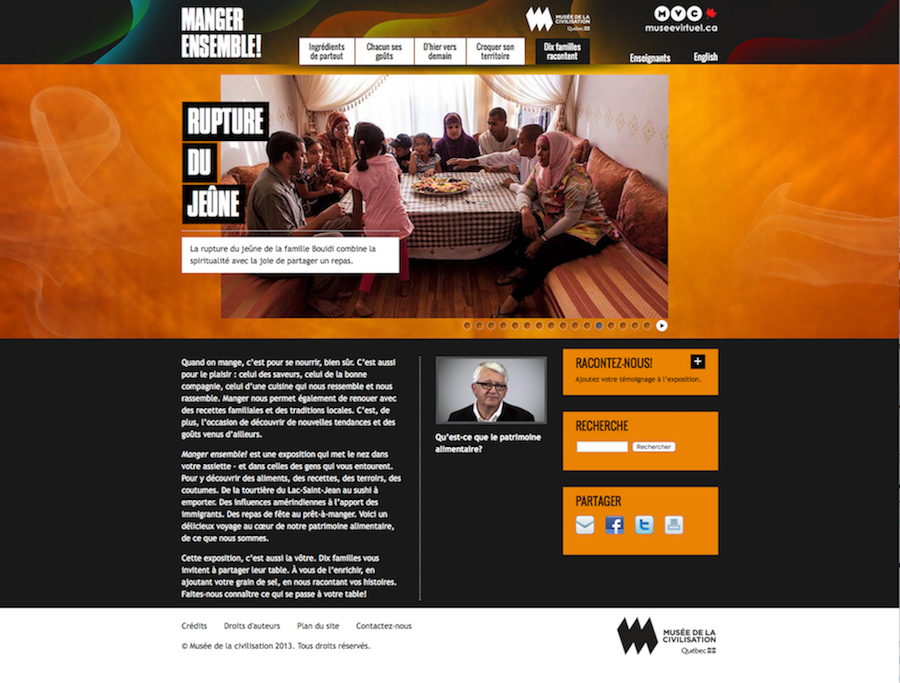 MANGER
ENSEMBLE!
MUSÉE DE LA
CIVILISATION
Québec
MVC
museevirtuel.ca
Ingrédients
de partout
Chacun ses
goûts
D'hier vers
demain
Croquer son
territoire
Dix familles
racontent
Enseignants
English
RUPTURE
DU
JEÛNE
La rupture du jeûne de la famille Bouidi combine la
spiritualité avec la joie de partager un repas.
Quand on mange, c'est pour se nourrir, bien sûr. C'est aussi
pour le plaisir : celui des saveurs, celui de la bonne
compagnie, celui d'une cuisine qui nous ressemble et nous
rassemble. Manger nous permet également de renouer avec
des recettes familiales et des traditions locales. C'est, de
plus, l'occasion de découvrir de nouvelles tendances et des
goûts venus d'ailleurs.
Manger ensemble! est une exposition qui met le nez dans
votre assiette - et dans celles des gens qui vous entourent.
Pour y découvrir des aliments, des recettes, des terroirs, des
coutumes. De la tourtière du Lac-Saint-Jean au sushi à
emporter. Des influences amérindiennes à l'apport des
immigrants. Des repas de fête au prêt-à-manger. Voici un
délicieux voyage au cœur de notre patrimoine alimentaire,
de ce que nous sommes.
Cette exposition, c'est aussi la vôtre. Dix familles vous
invitent à partager leur table. À vous de l'enrichir, en
ajoutant votre grain de sel, en nous racontant vos histoires.
Faites-nous connaître ce qui se passe à votre table!
Qu'est-ce que le patrimoine
alimentaire?
RACONTEZ-NOUS!
Ajoutez votre témoignage à l'exposition.
RECHERCHE
Rechercher
PARTAGER
Crédits
Droits d'auteurs
Plan du site
Contactez-nous
© Musée de la civilisation 2013. Tous droits réservés.
MUSÉE DE LA
CIVILISATION
Québec